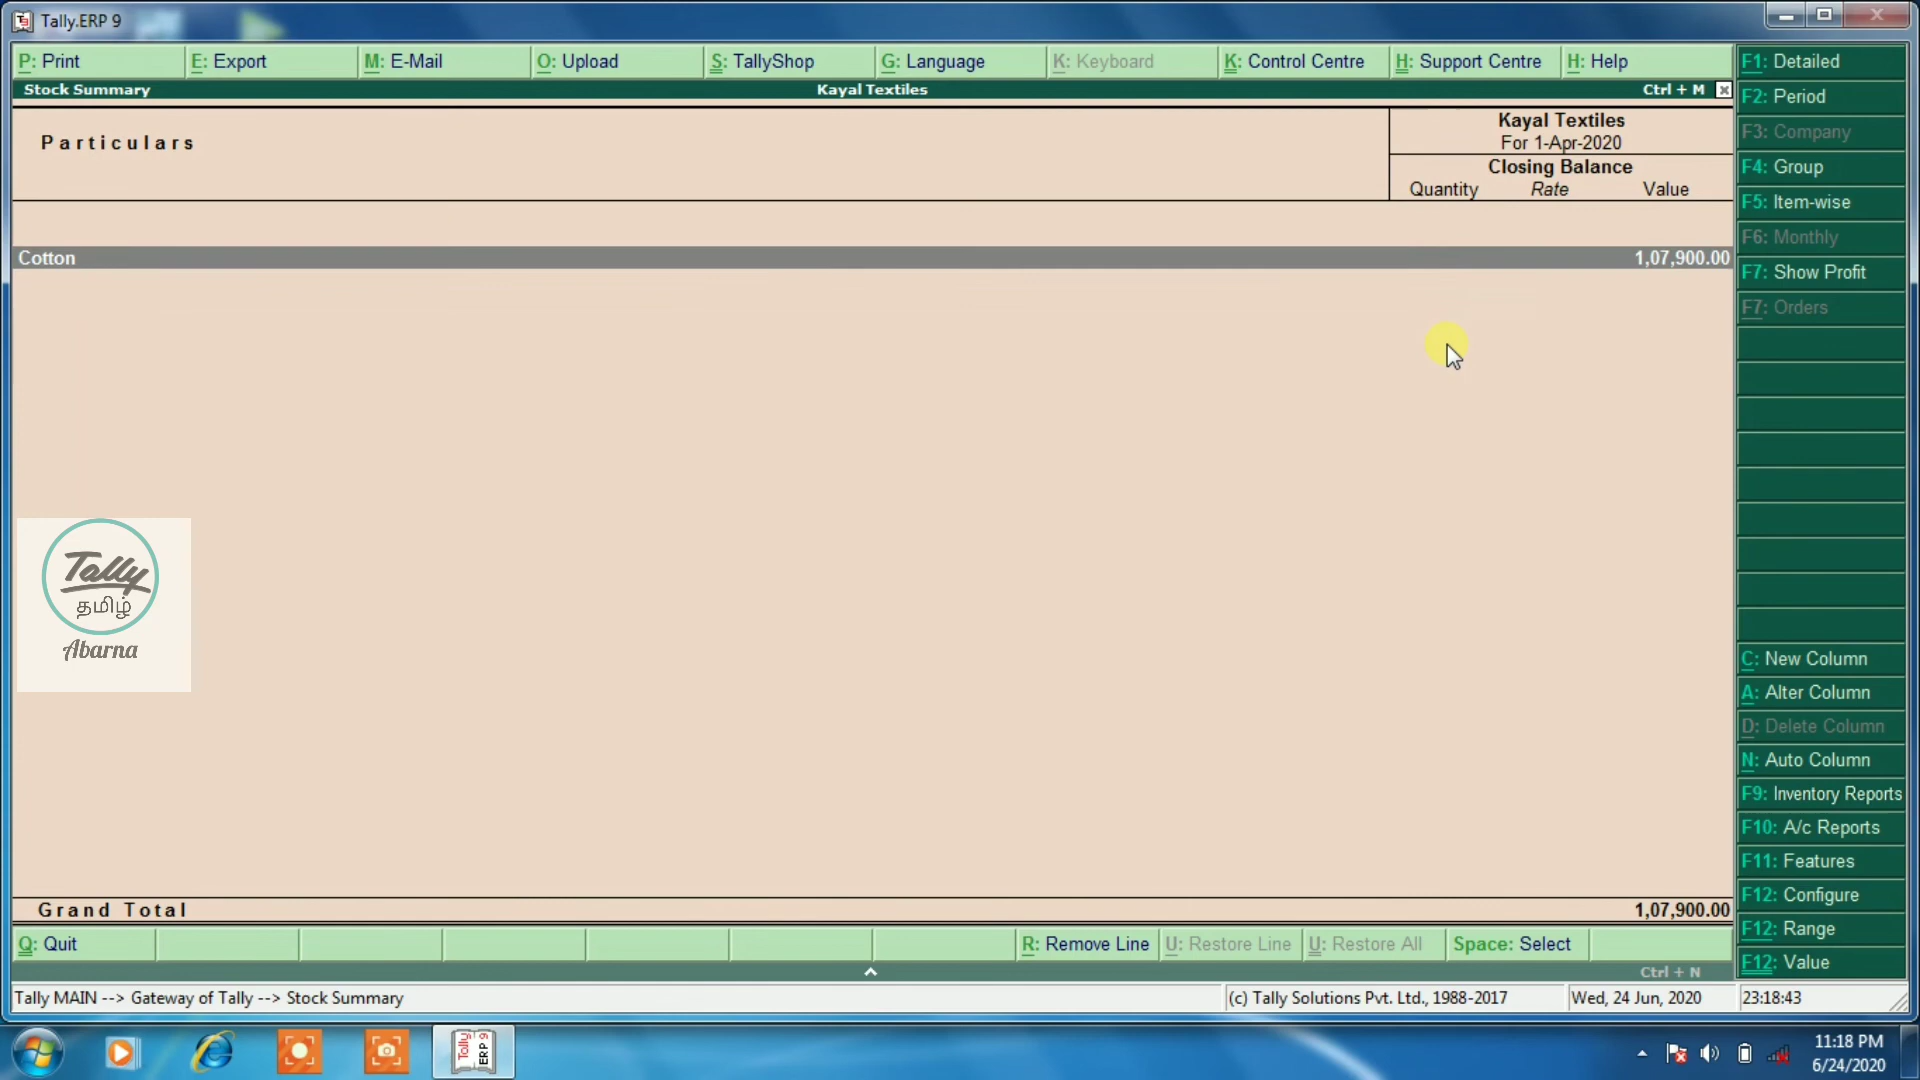 Tally.ERP 9
P: Print E: Export M: E-Mail O: Upload S: TallyShop G: Language K: Keyboard K: Control Centre H: Support Centre H: Help
Stock Summary Kayal Textiles Ctrl + M
Particulars
Kayal Textiles
For 1-Apr-2020
Closing Balance
Quantity Rate Value
Cotton 1,07,900.00
Grand Total 1,07,900.00
Tally
தமிழ்
Abarna
F1: Detailed
F2: Period
F3: Company
F4: Group
F5: Item-wise
F6: Monthly
F7: Show Profit
F7: Orders
C: New Column
A: Alter Column
D: Delete Column
N: Auto Column
F9: Inventory Reports
F10: A/c Reports
F11: Features
F12: Configure
F12: Range
F12: Value
Q: Quit R: Remove Line U: Restore Line U: Restore All Space: Select
Ctrl + N
Tally MAIN --> Gateway of Tally --> Stock Summary (c) Tally Solutions Pvt. Ltd., 1988-2017 Wed, 24 Jun, 2020 23:18:43
Tally
ERP 9
11:18 PM
6/24/2020